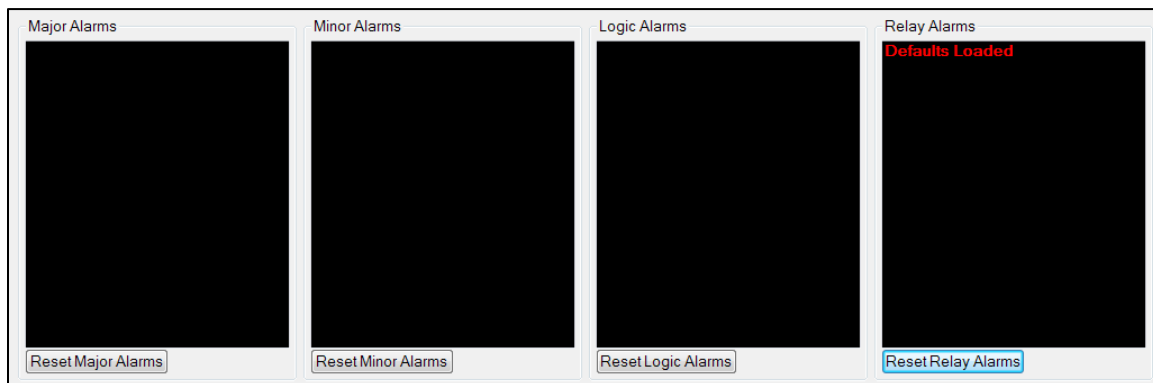 Major Alarms
Minor Alarms
Logic Alarms
Relay Alarms
Defaults Loaded
Reset Major Alarms
Reset Minor Alarms
Reset Logic Alarms
Reset Relay Alarms